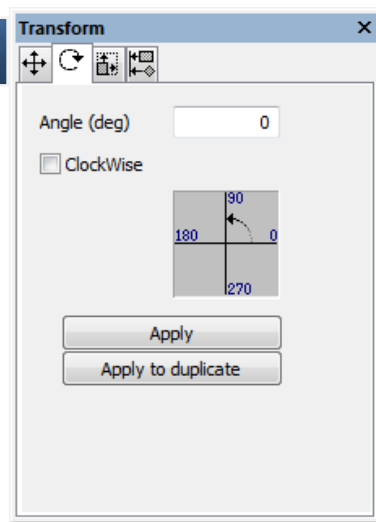 Transform
Angle (deg) 0
ClockWise
90
180 0
270
Apply
Apply to duplicate